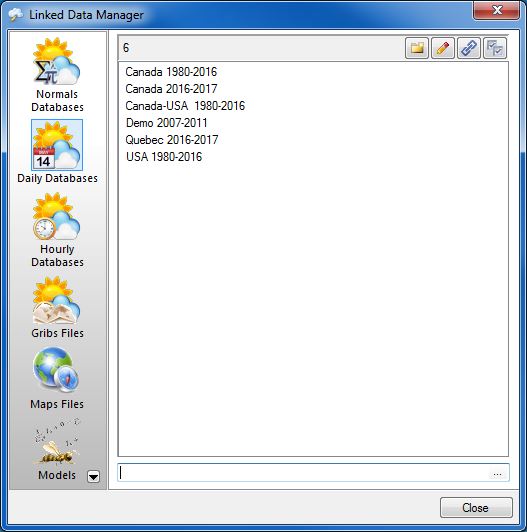 Linked Data Manager
Normals
Databases
MAY
14
Daily Databases
Hourly
Databases
Gribs Files
Maps Files
Models
6
Canada 1980-2016
Canada 2016-2017
Canada-USA  1980-2016
Demo 2007-2011
Quebec 2016-2017
USA 1980-2016
...
Close